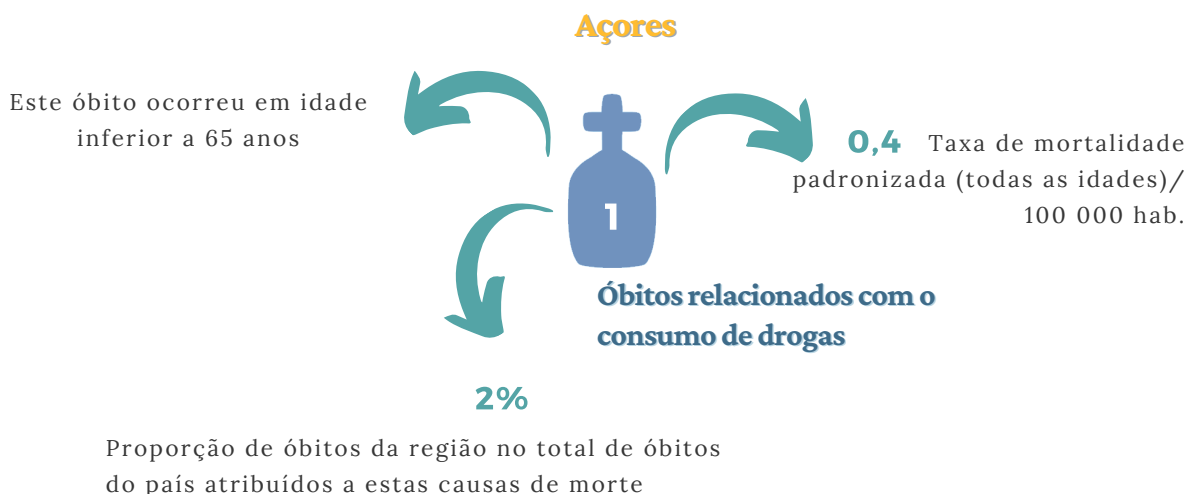 Açores
Este óbito ocorreu em idade
inferior a 65 anos
0,4 Taxa de mortalidade
padronizada (todas as idades)/
100 000 hab.
1
Óbitos relacionados com o
consumo de drogas
2%
Proporção de óbitos da região no total de óbitos
do país atribuídos a estas causas de morte